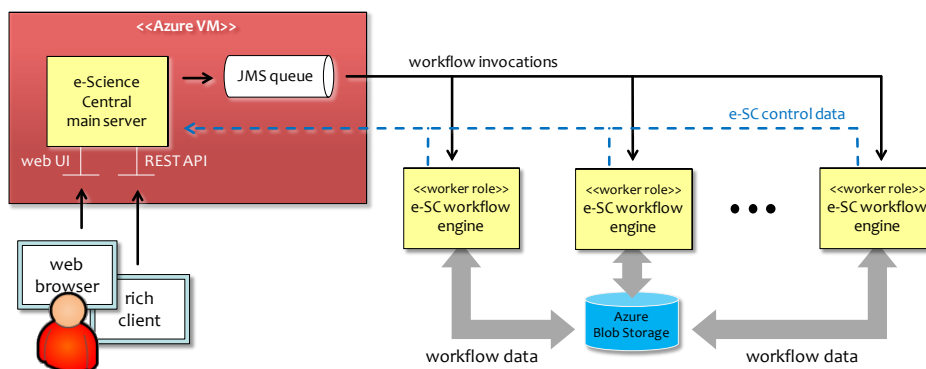 <<Azure VM>>
e-Science
Central
main server
JMS queue
workflow invocations
e-SC control data
web UI
REST API
<<worker role>>
e-SC workflow
engine
<<worker role>>
e-SC workflow
engine
<<worker role>>
e-SC workflow
engine
web
browser
rich
client
Azure
Blob Storage
workflow data
workflow data